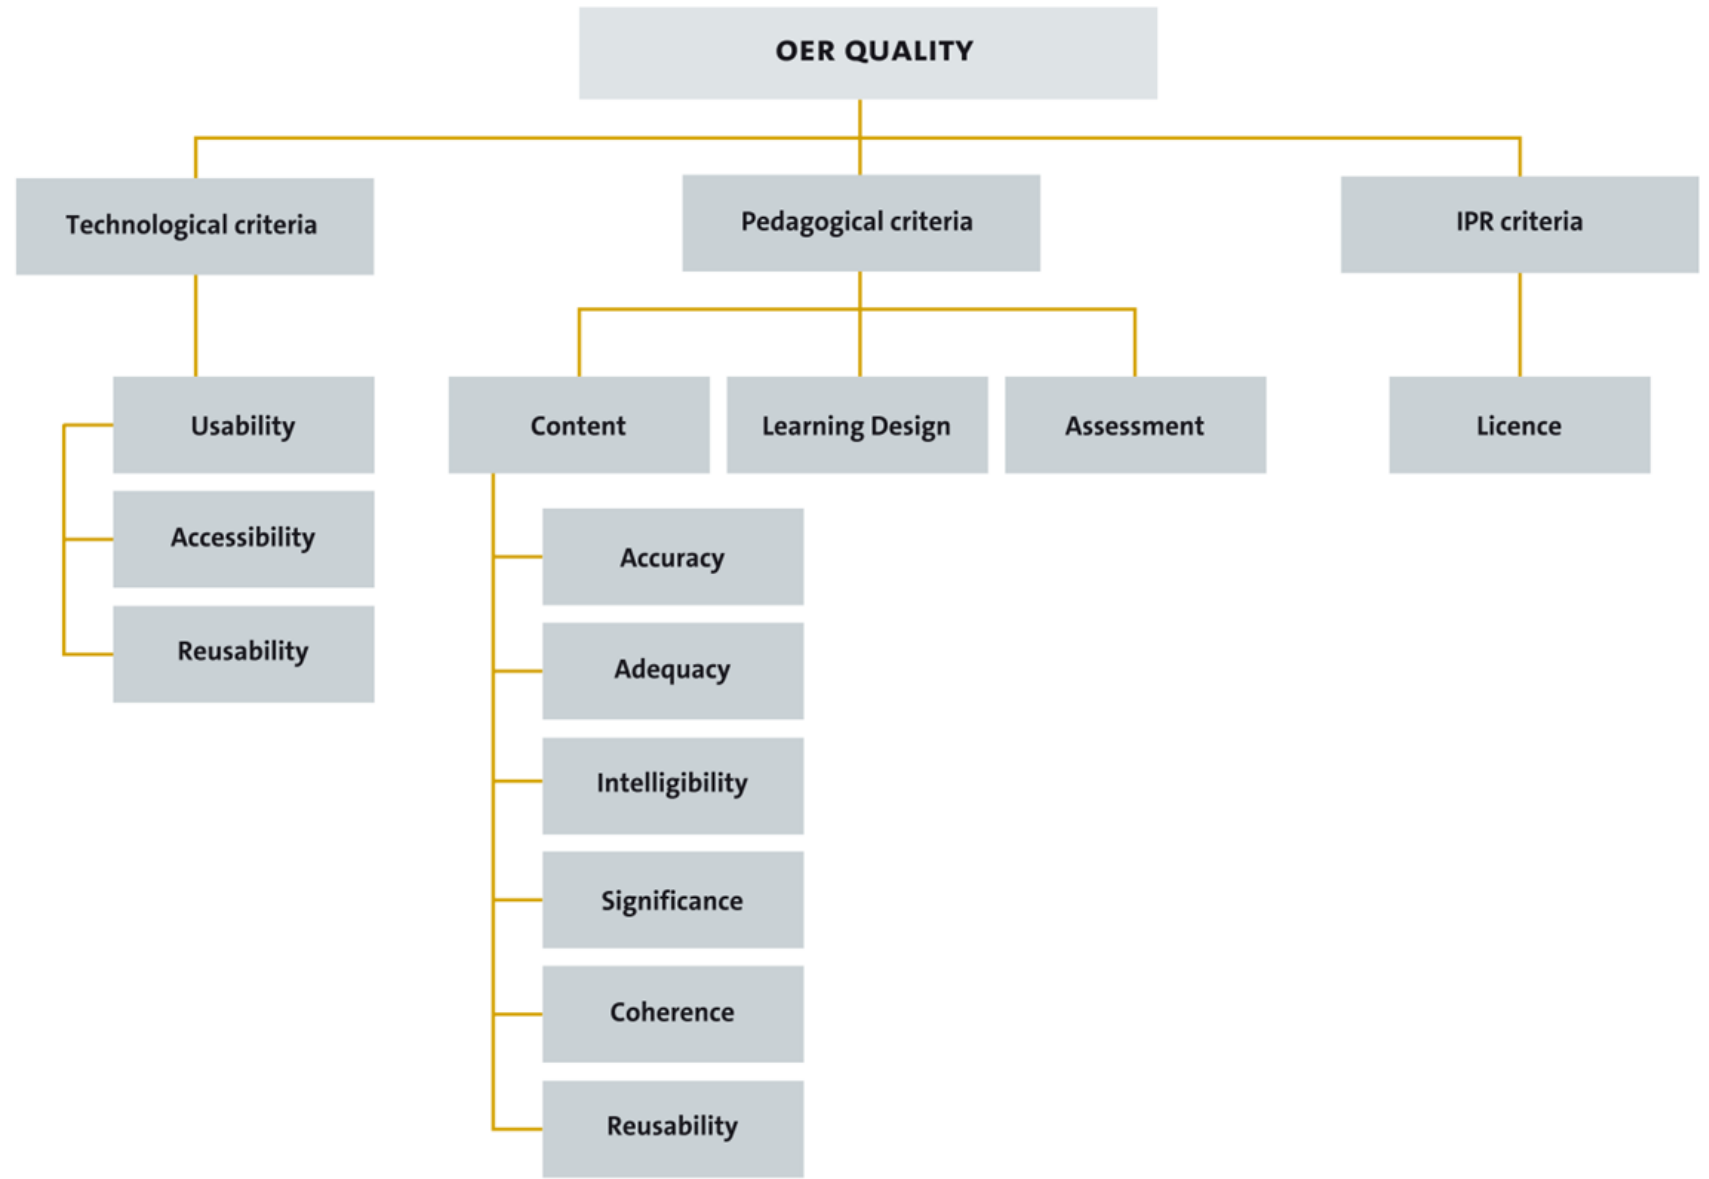 OER QUALITY
Technological criteria
Pedagogical criteria
IPR criteria
Usability
Accessibility
Reusability
Content
Learning Design
Assessment
Licence
Accuracy
Adequacy
Intelligibility
Significance
Coherence
Reusability